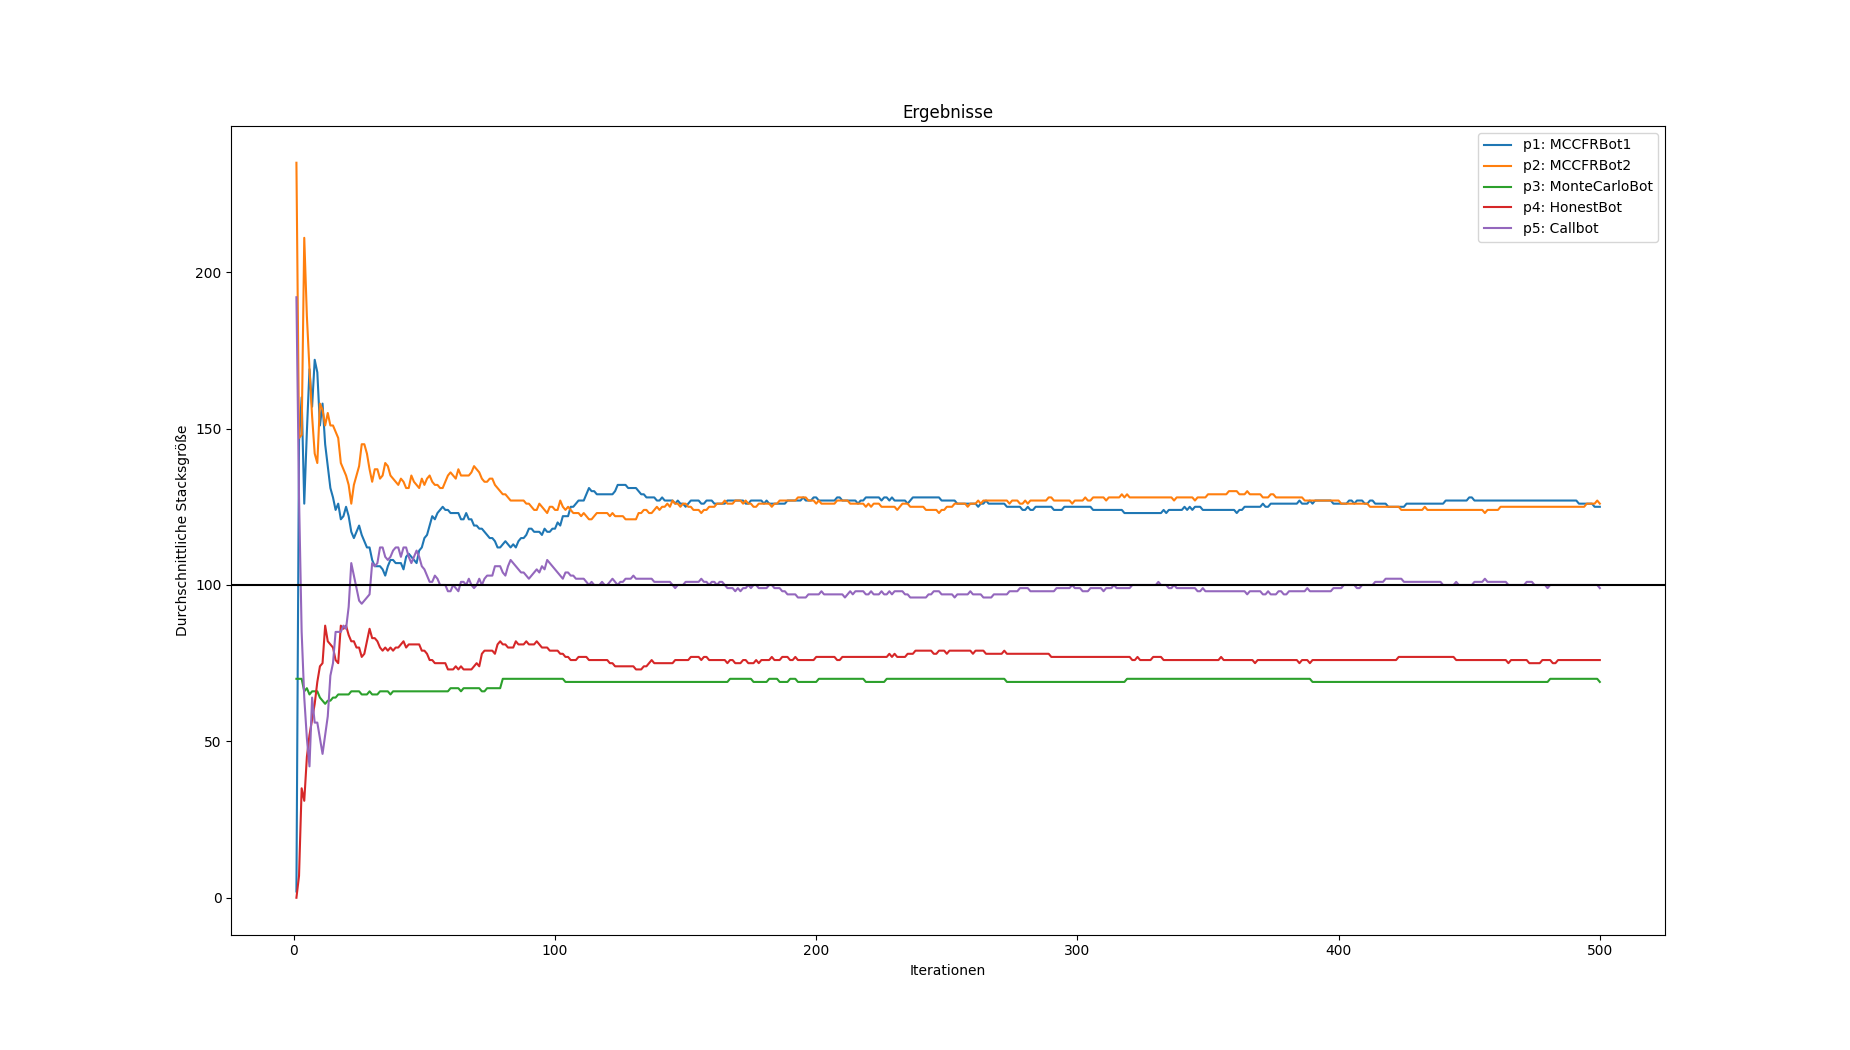 Ergebnisse
p1: MCCFRBot1
p2: MCCFRBot2
p3: MonteCarloBot
p4: HonestBot
p5: Callbot
Durchschnittliche Stacksgröße
200
150
100
50
0
0 100 200 300 400 500
Iterationen